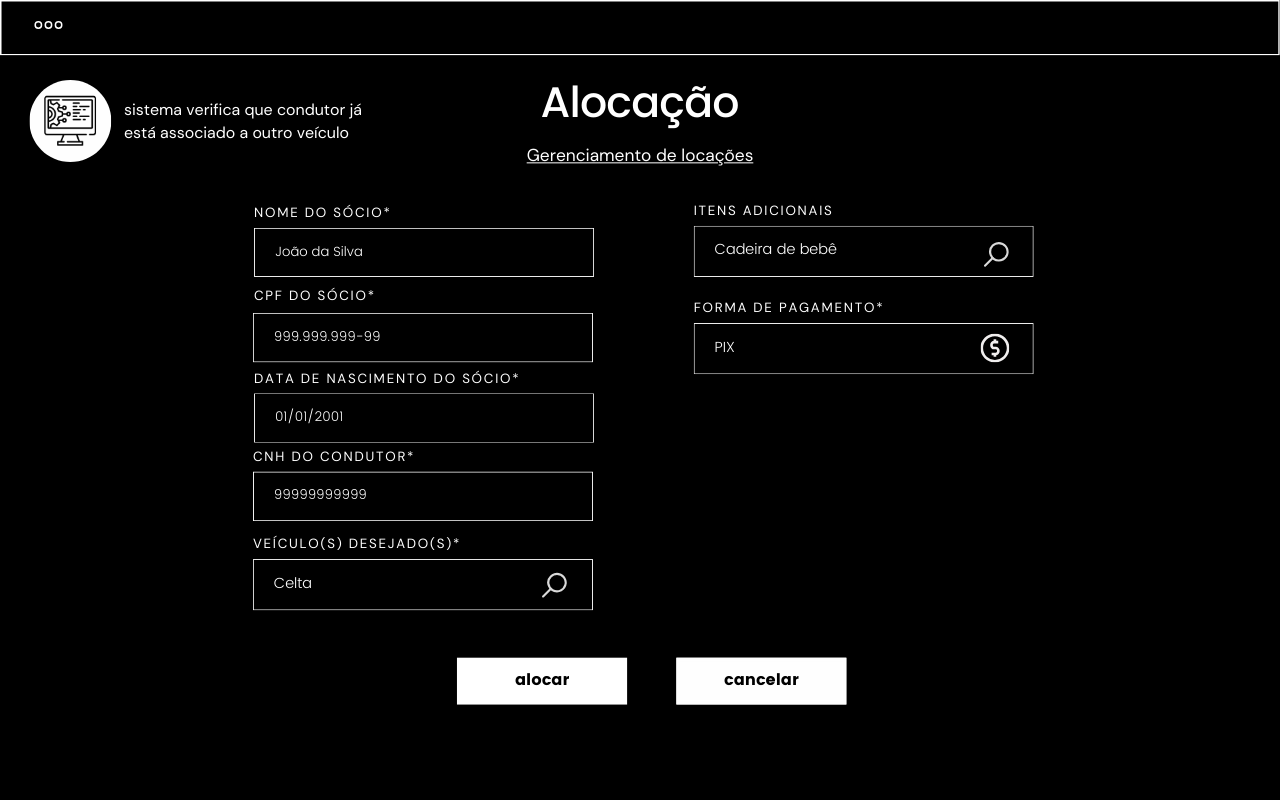 sistema verifica que condutor já
está associado a outro veículo
Alocação
Gerenciamento de locações
NOME DO SÓCIO*
João da Silva
CPF DO SÓCIO*
999.999.999-99
DATA DE NASCIMENTO DO SÓCIO*
01/01/2001
CNH DO CONDUTOR*
99999999999
VEÍCULO(S) DESEJADO(S)*
Celta
ITENS ADICIONAIS
Cadeira de bebê
FORMA DE PAGAMENTO*
PIX
alocar
cancelar